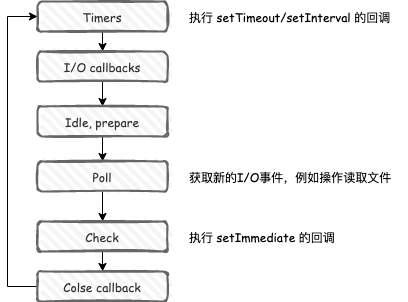 Timers 执行 setTimeout/setInterval 的回调
I/O callbacks
Idle, prepare
Poll 获取新的I/O事件，例如操作读取文件
Check 执行 setImmediate 的回调
Colse callback